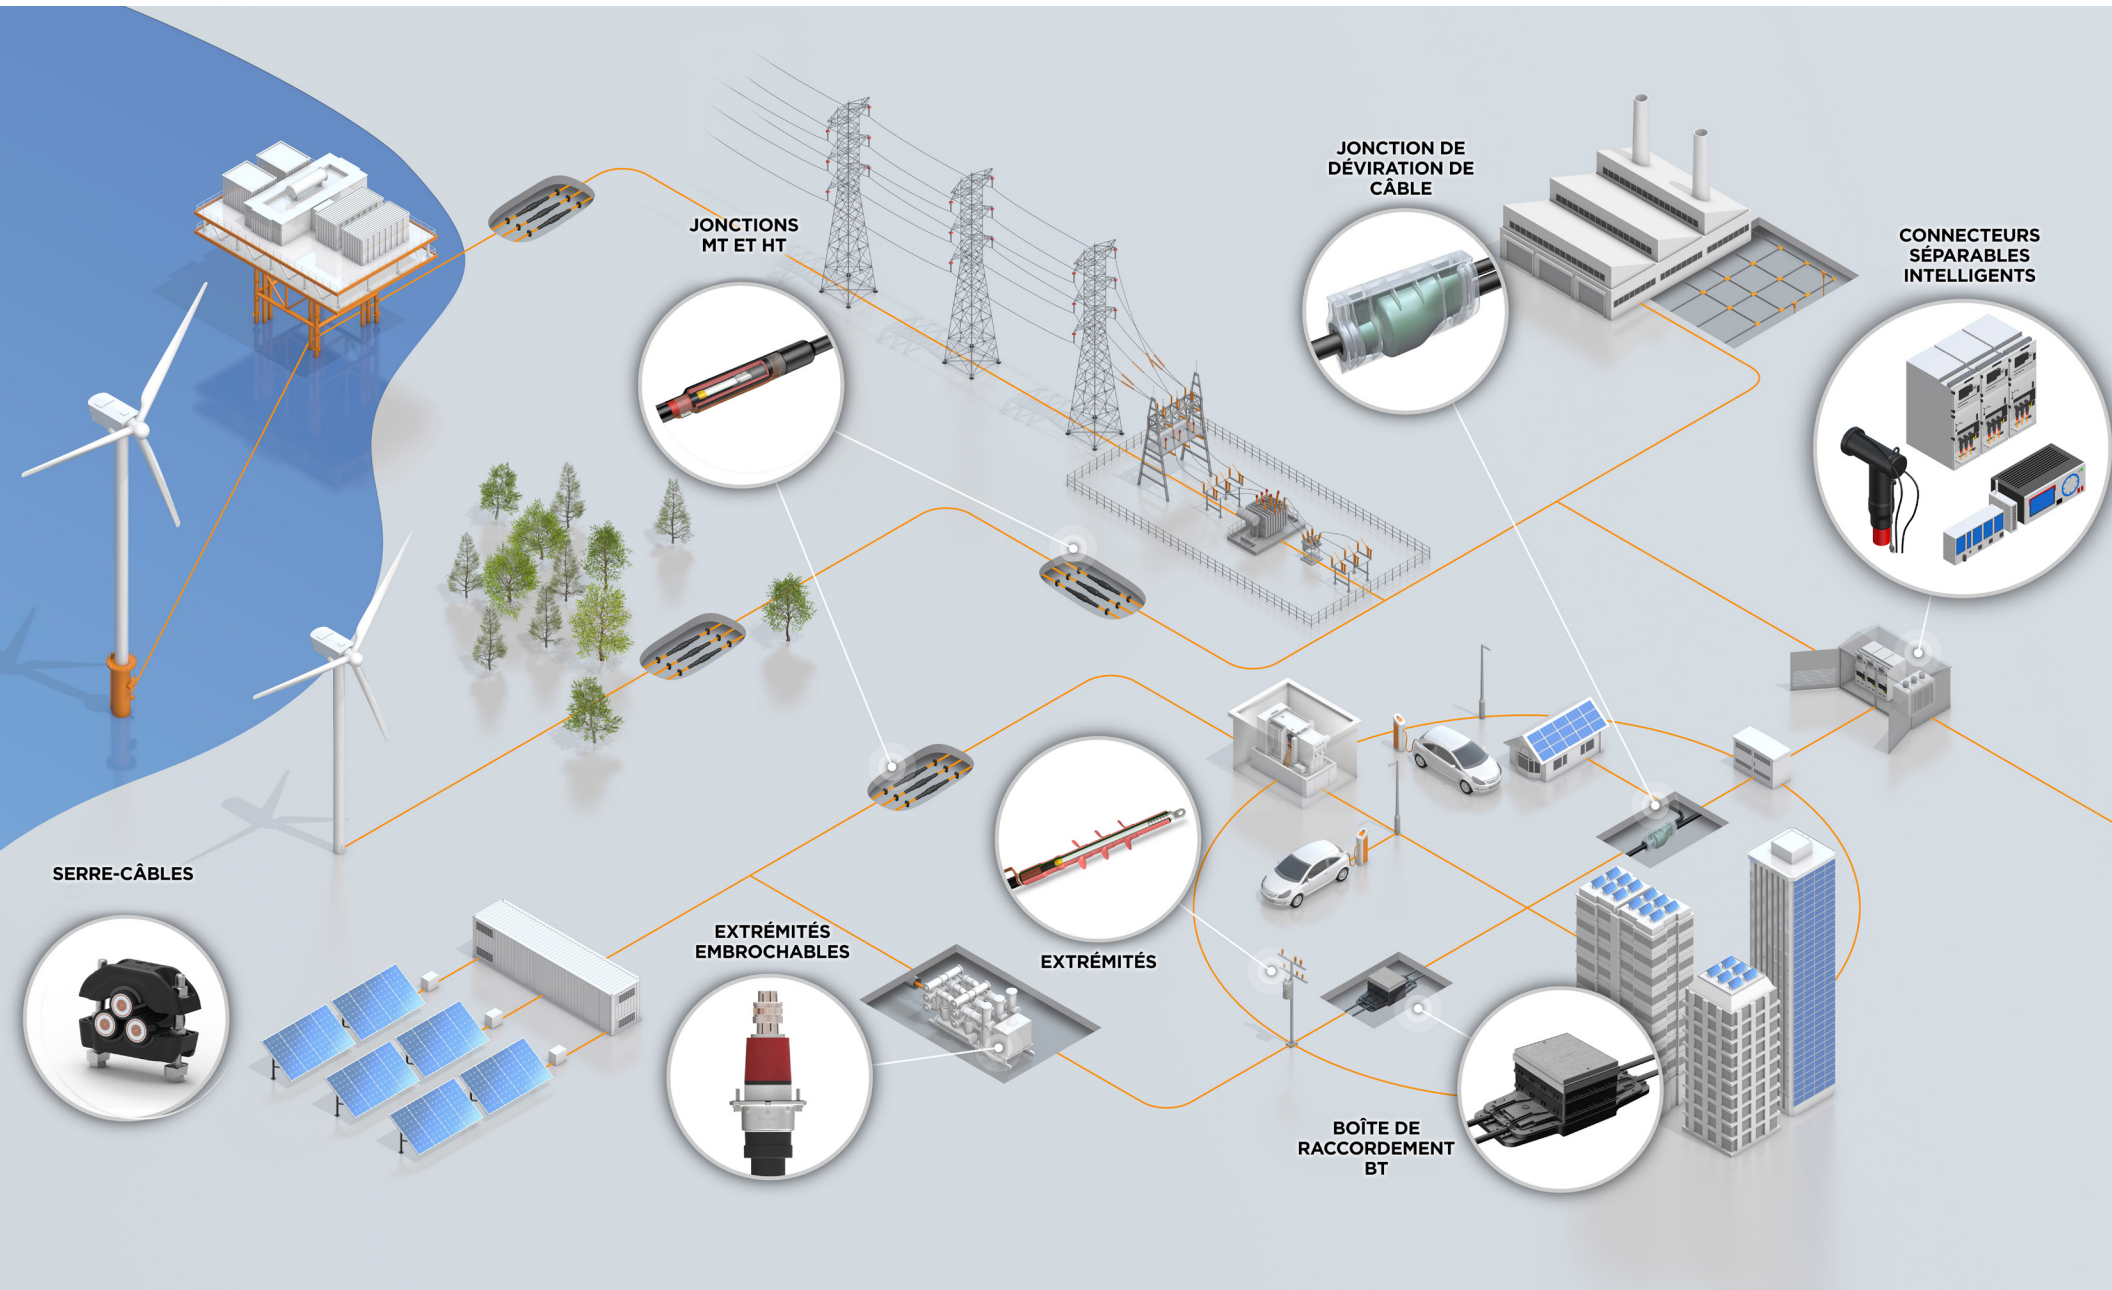 JONCTION DE
DÉVIRATION DE
CÂBLE
JONCTIONS
MT ET HT
CONNECTEURS
SÉPARABLES
INTELLIGENTS
SERRE-CÂBLES
EXTRÉMITÉS
EMBROCHABLES
EXTRÉMITÉS
BOÎTE DE
RACCORDEMENT
BT